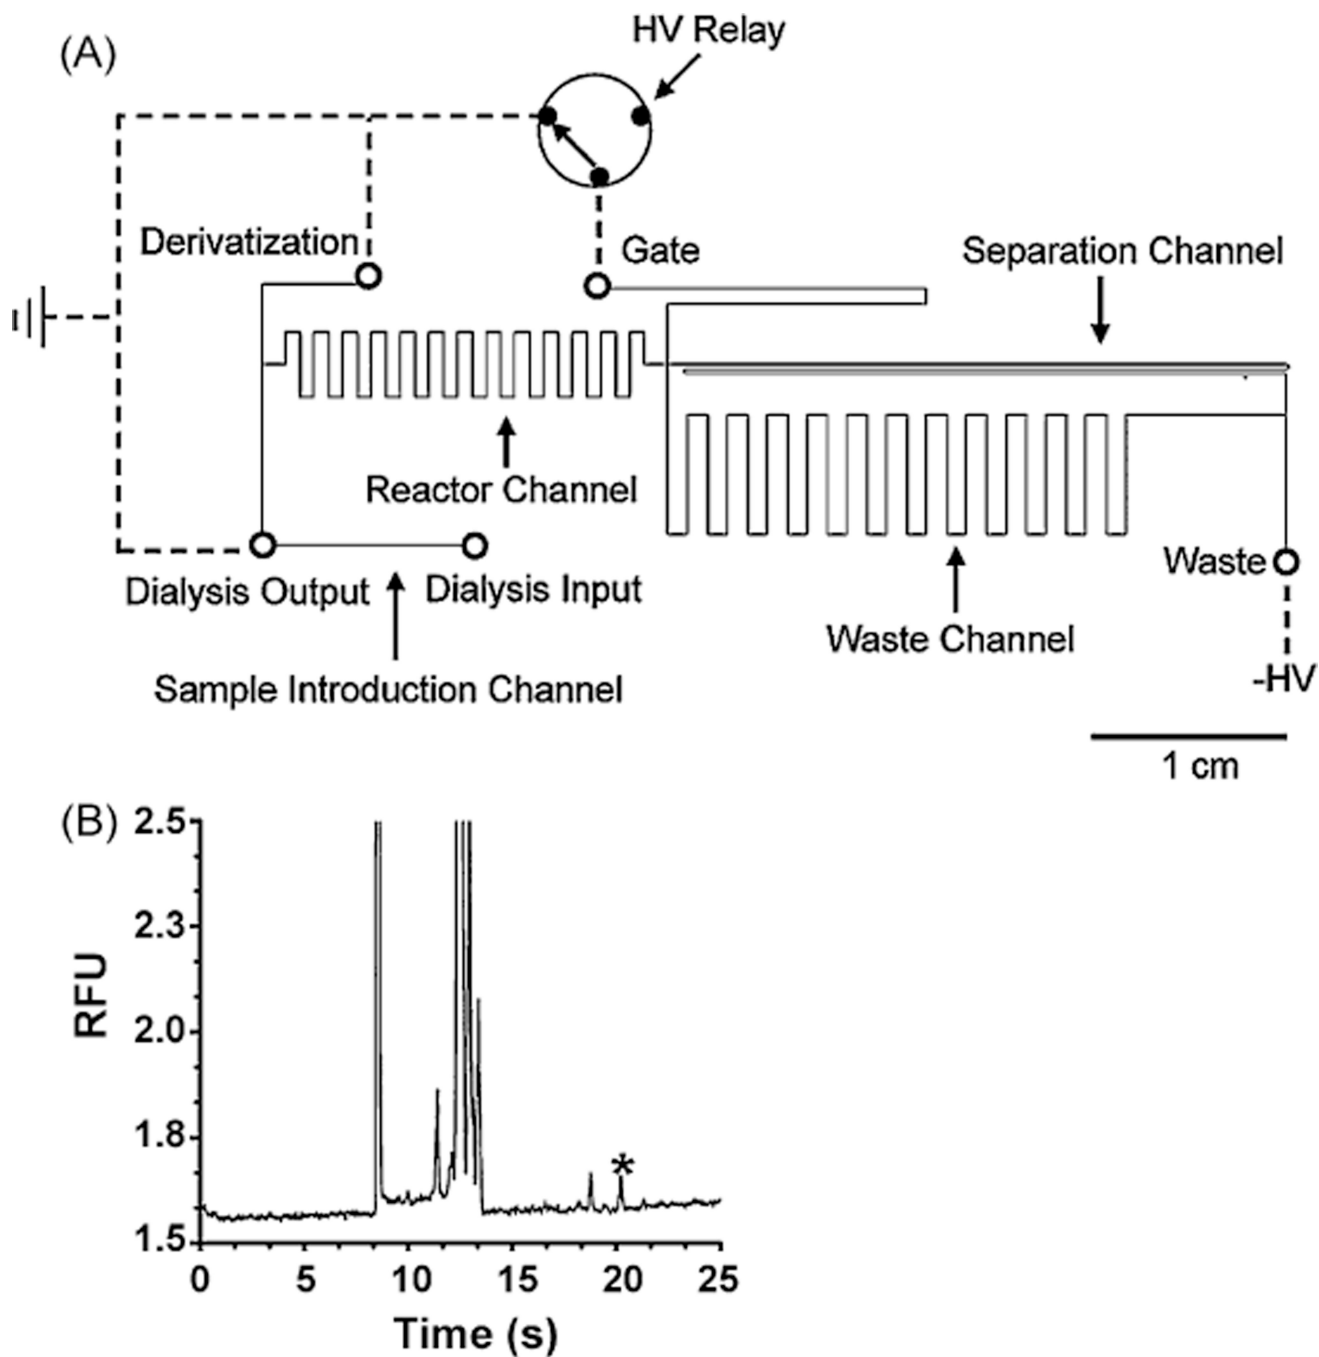 (A)
HV Relay
Derivatization
Gate
Separation Channel
Reactor Channel
Dialysis Output
Dialysis Input
Waste
Waste Channel
Sample Introduction Channel
-HV
1 cm
(B)
2.5
2.3
2.0
1.8
1.5
RFU
*
0 5 10 15 20 25
Time (s)